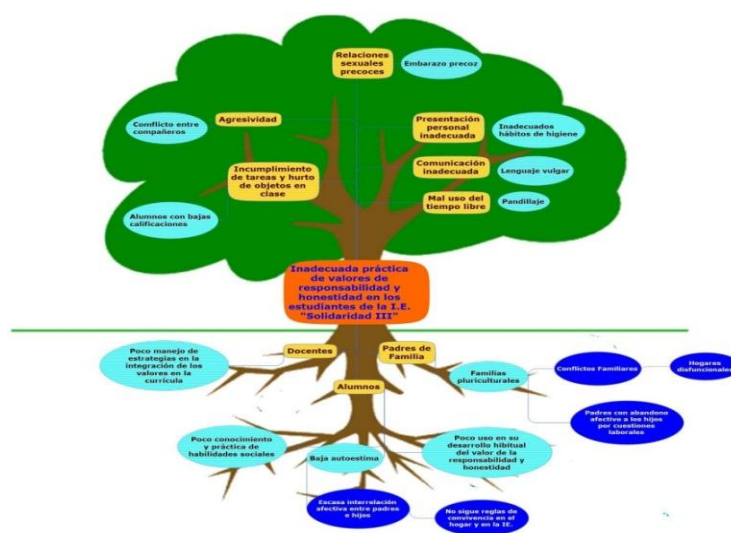 Relaciones
sexuales
precoces
Embarazo precoz
Agresividad
Comflicto entre
compañeros
Presentación
personal
inadecuada
Inadecuados
hábitos de higiene
Incumplimiento
de tareas y hurto
de objetos en
clase
Comunicación
inadecuada
Lenguaje vulgar
Alumnos con bajas
calificaciones
Mal uso del
tiempo libre
Pandillaje
Inadecuada práctica
de valores de
responsabilidad y
honestidad en los
estudiantes de la I.E.
"Solidaridad III"
Docentes
Padres de
Familia
Poco manejo de
estrategias en la
integración de los
valores en la
currícula
Alumnos
Familias
pluriculturales
Conflictos Familiares
Hogares
disfuncionales
Padres con abandono
afectivo a los hijos
por cuestiones
laborales
Poco conocimiento
y práctica de
habilidades sociales
Baja autoestima
Poco uso en su
desarrollo hibitual
del valor de la
responsabilidad y
honestidad
Escasa interrelación
afectiva entre padres
e hijos
No sigue reglas de
convivencia en el
hogar y en la IE.